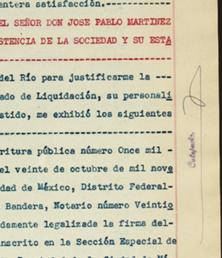 entera satisfacción.
EL SEÑOR DON JOSE PABLO MARTINEZ
STENCIA DE LA SOCIEDAD Y SU ESTA
del Río para justificarme la ---
ado de Liquidación, su personali
stido, me exhibió los siguientes
ritura pública número Once mil -
el veinte de octubre de mil nove
dad de México, Distrito Federal-
Bandera, Notario número Veintio
damente legalizada la firma del-
nscrito en la Sección Especial de
Cotejada